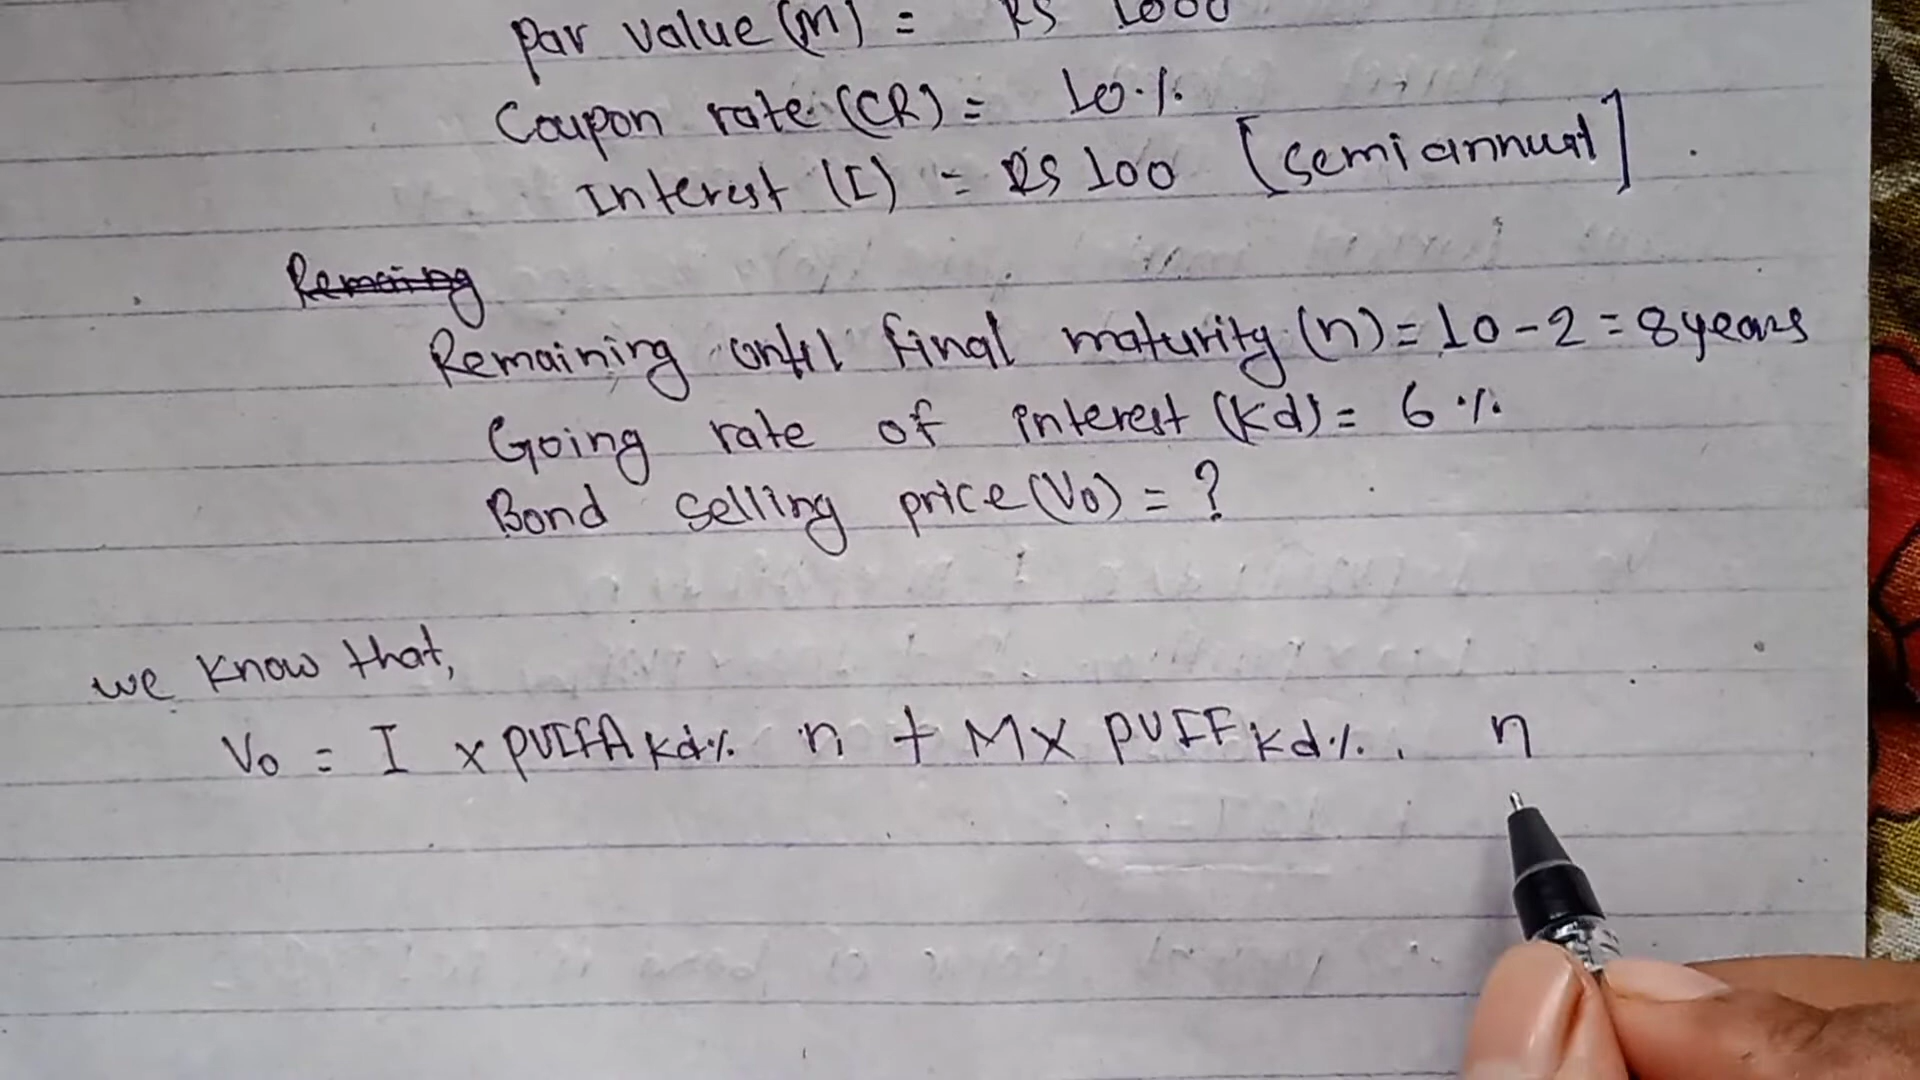 Par value (M) = RS 1000
Coupon rate (CR) = 10%
Interest (I) = RS 100 [semiannual]
Remaing
Remaining until final maturity (n) = 10 - 2 = 8 years
Going rate of interest (Kd) = 6%
Bond selling price (V0) = ?
we know that,
V0 = I x PVIFA Kd% n + M x PVIF Kd%, n